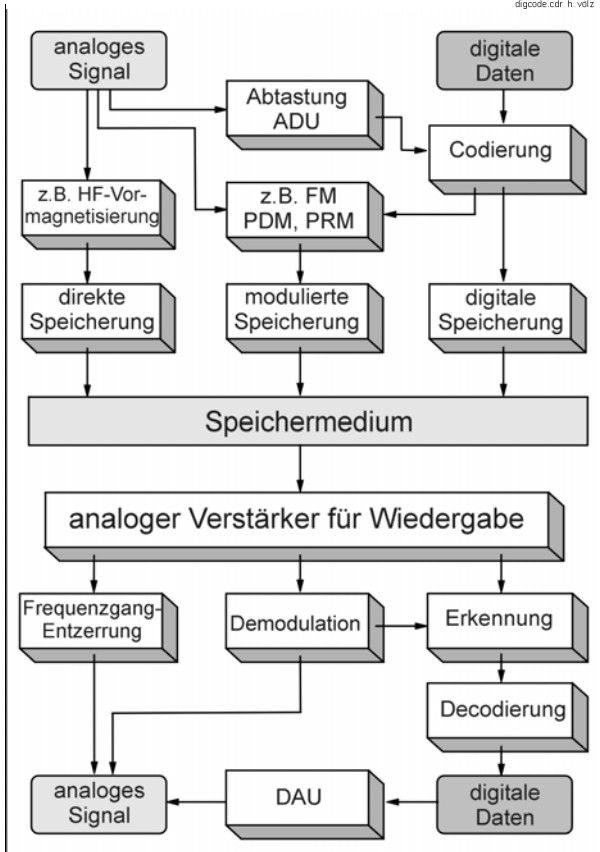 digcode.cdr h. völz
analoges
Signal
digitale
Daten
Abtastung
ADU
Codierung
z.B. HF-Vor-
magnetisierung
z.B. FM
PDM, PRM
direkte
Speicherung
modulierte
Speicherung
digitale
Speicherung
Speichermedium
analoger Verstärker für Wiedergabe
Frequenzgang-
Entzerrung
Demodulation
Erkennung
Decodierung
analoges
Signal
DAU
digitale
Daten